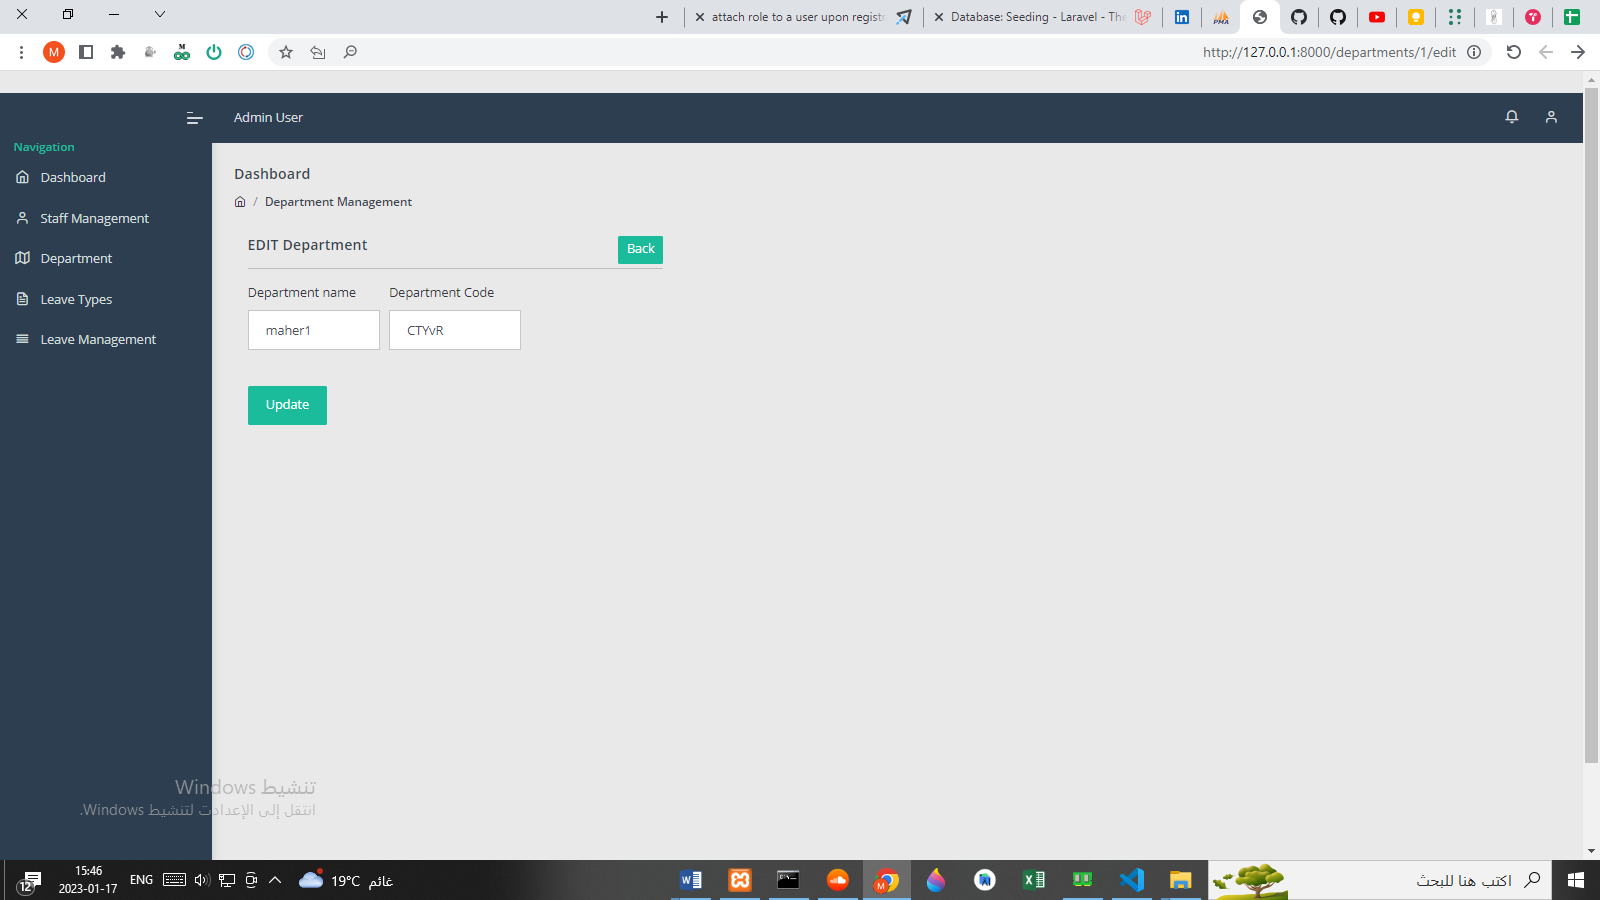 attach role to a user upon registr
Database: Seeding - Laravel - The
PMA
M
M
http://127.0.0.1:8000/departments/1/edit
Admin User
Navigation
Dashboard
Staff Management
Department
Leave Types
Leave Management
Dashboard
/ Department Management
EDIT Department
Back
Department name
Department Code
maher1
CTYvR
Update
تنشيط Windows
انتقل إلى الإعدادت لتنشيط Windows.
12
15:46
2023-01-17
ENG
19°C غائم
M
اكتب هنا للبحث